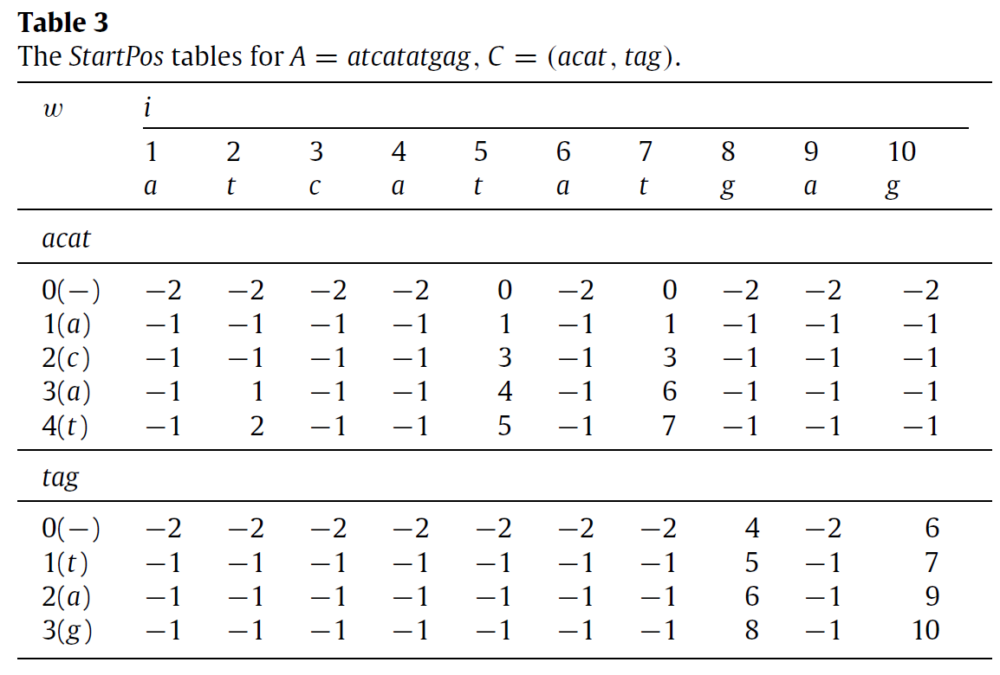 Table 3
The StartPos tables for A = atcatatgag, C = (acat, tag).
w i
1 2 3 4 5 6 7 8 9 10
a t c a t a t g a g
acat
0(−) −2 −2 −2 −2 0 −2 0 −2 −2 −2
1(a) −1 −1 −1 −1 1 −1 1 −1 −1 −1
2(c) −1 −1 −1 −1 3 −1 3 −1 −1 −1
3(a) −1 1 −1 −1 4 −1 6 −1 −1 −1
4(t) −1 2 −1 −1 5 −1 7 −1 −1 −1
tag
0(−) −2 −2 −2 −2 −2 −2 −2 4 −2 6
1(t) −1 −1 −1 −1 −1 −1 −1 5 −1 7
2(a) −1 −1 −1 −1 −1 −1 −1 6 −1 9
3(g) −1 −1 −1 −1 −1 −1 −1 8 −1 10